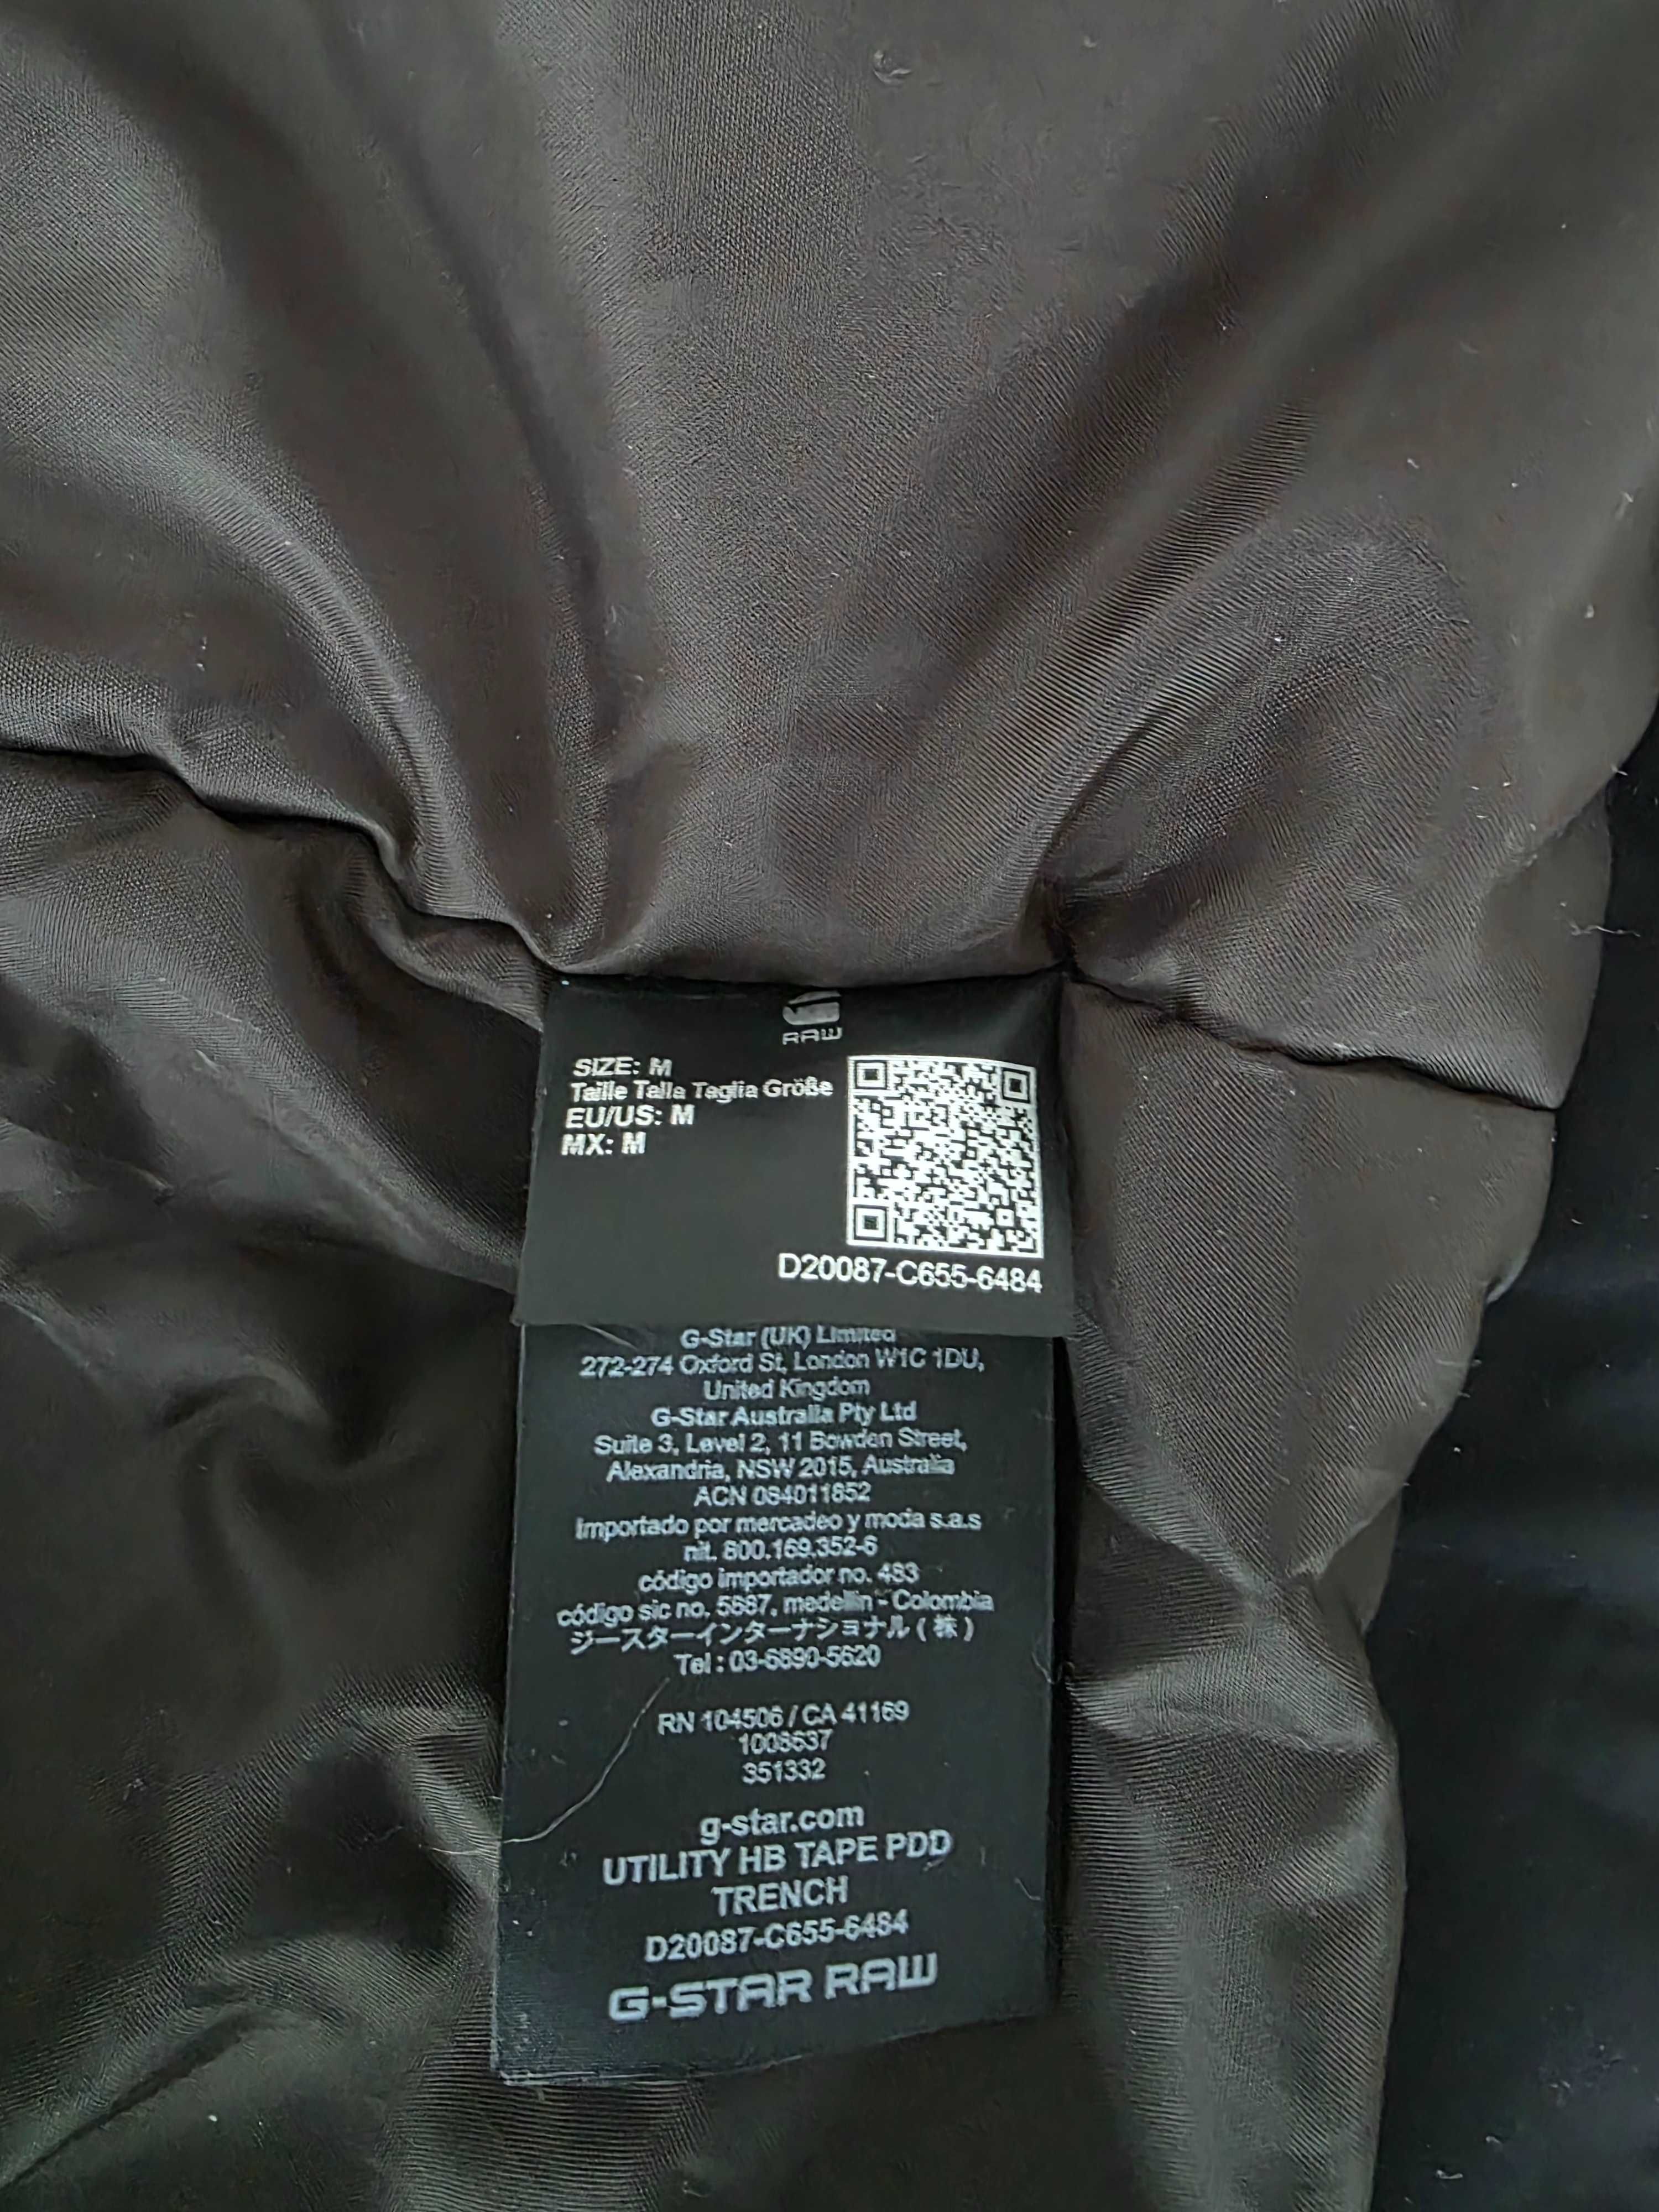 RAW
SIZE: M
Taille Talla Taglia Größe
EU/US: M
MX: M
D20087-C655-6484
G-Star (UK) Limited
272-274 Oxford St, London W1C 1DU,
United Kingdom
G-Star Australia Pty Ltd
Suite 3, Level 2, 11 Bowden Street,
Alexandria, NSW 2015, Australia
ACN 084011852
Importado por mercadeo y moda s.a.s
nit. 800.169.352-6
código importador no. 483
código sic no. 5687, medellin - Colombia
ジースターインターナショナル ( 株 )
Tel : 03-6890-5620
RN 104506 / CA 41169
1008637
351332
g-star.com
UTILITY HB TAPE PDD
TRENCH
D20087-C655-6484
G-STAR RAW